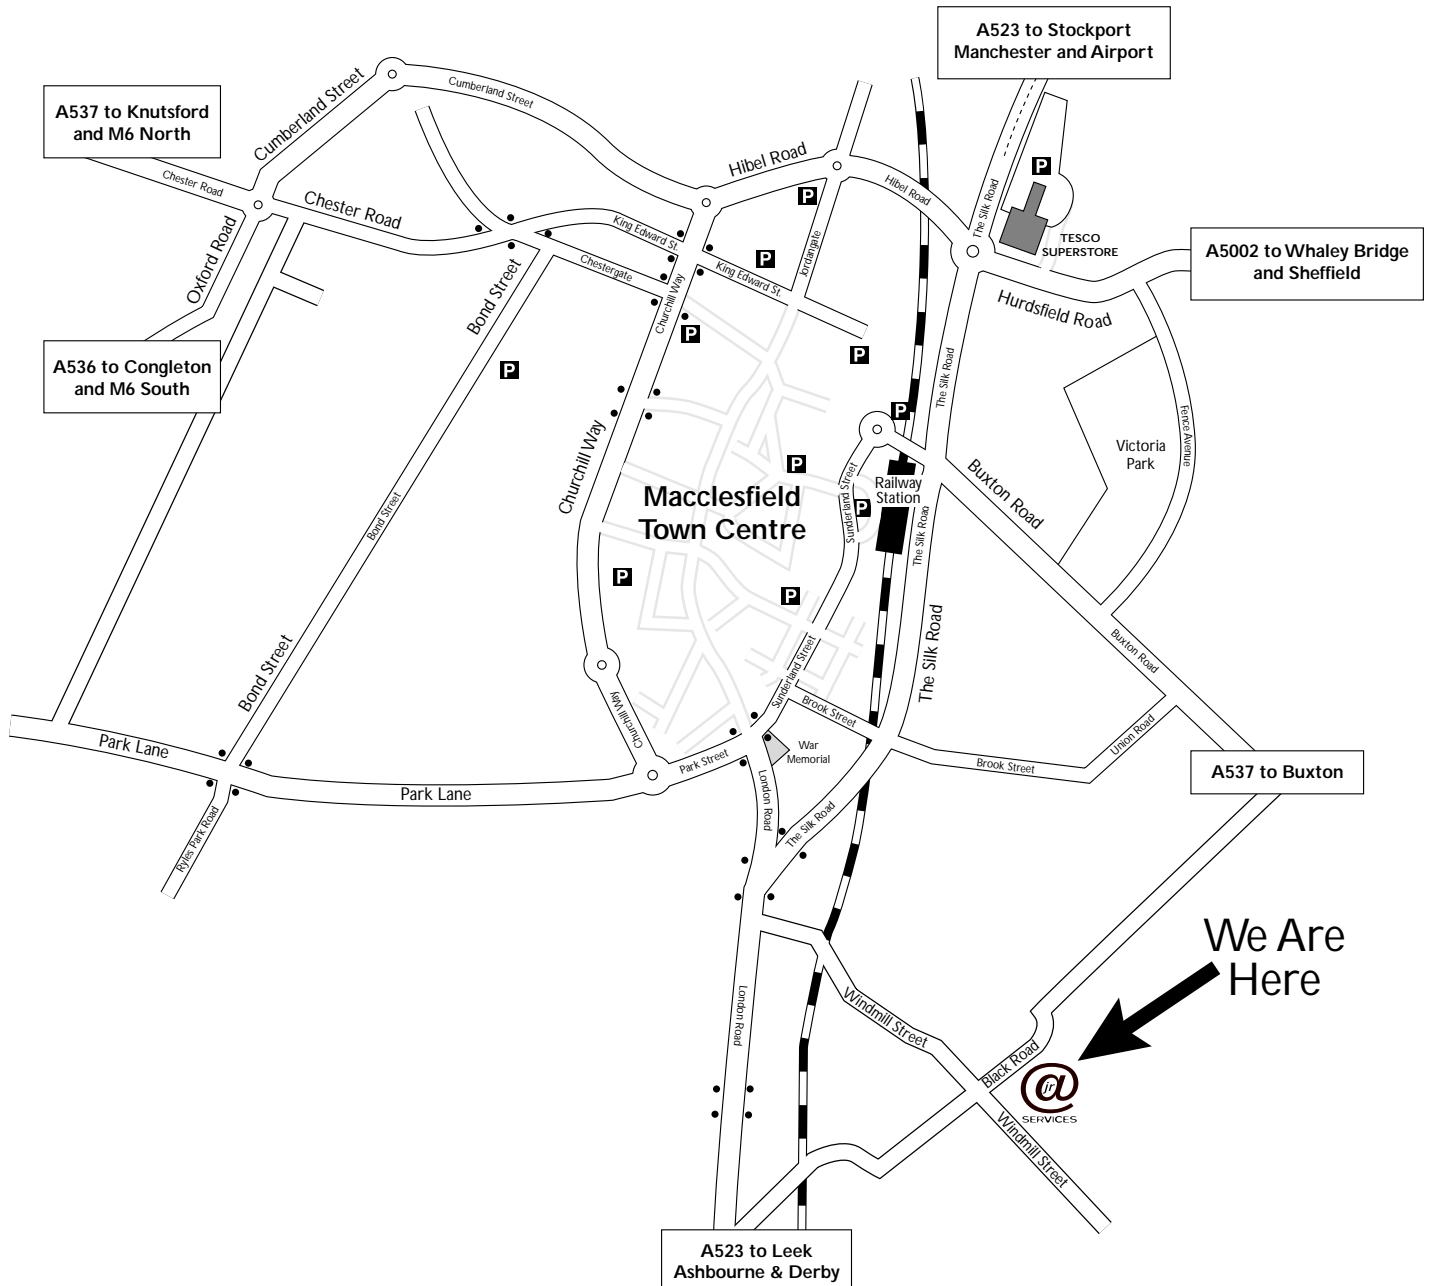 A523 to Stockport
Manchester and Airport
A537 to Knutsford
and M6 North
Cumberland Street
Cumberland Street
Hibel Road
Hibel Road
P
P
The Silk Road
TESCO
SUPERSTORE
Chester Road
Chester Road
Oxford Road
King Edward St.
Chestergate
King Edward St.
P
Jordangate
A5002 to Whaley Bridge
and Sheffield
Hurdsfield Road
Bond Street
Churchill Way
P
P
P
A536 to Congleton
and M6 South
The Silk Road
Fence Avenue
P
Victoria
Park
Churchill Way
P
Sunderland Street
Railway
Station
Buxton Road
Macclesfield
Town Centre
P
The Silk Road
Bond Street
P
P
The Silk Road
Buxton Road
Bond Street
Sunderland Street
Churchill Way
Brook Street
Park Lane
Park Street
War
Memorial
Brook Street
Union Road
A537 to Buxton
Park Lane
London Road
The Silk Road
Ryles Park Road
We Are
Here
London Road
Windmill Street
Black Road
@
jr
SERVICES
Windmill Street
A523 to Leek
Ashbourne & Derby